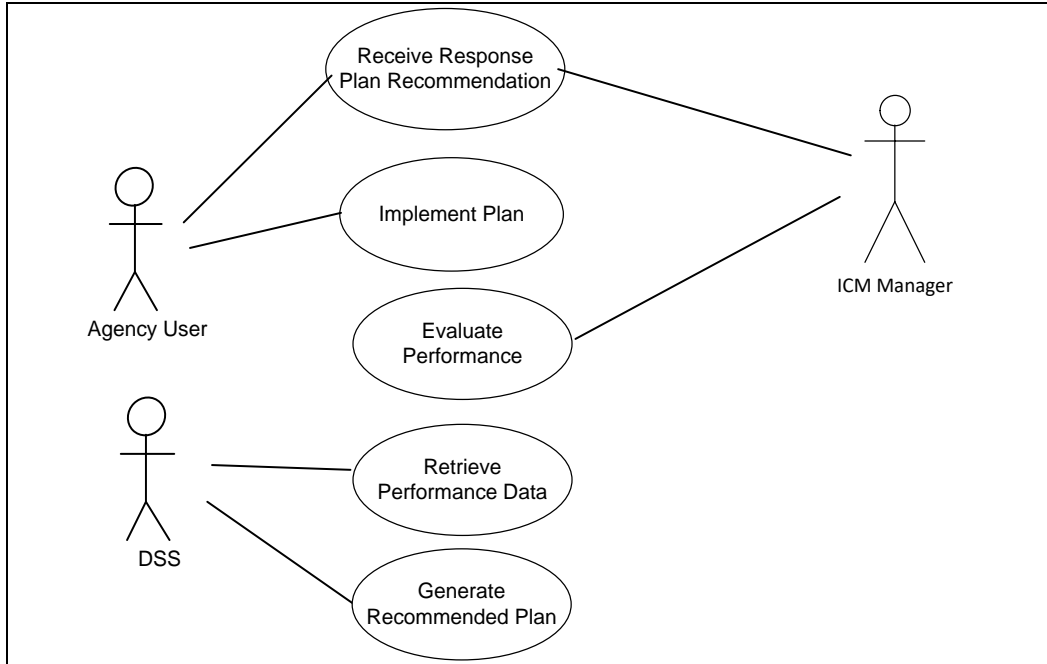 Receive Response
Plan Recommendation
Implement Plan
ICM Manager
Agency User
Evaluate
Performance
Retrieve
Performance Data
DSS
Generate
Recommended Plan